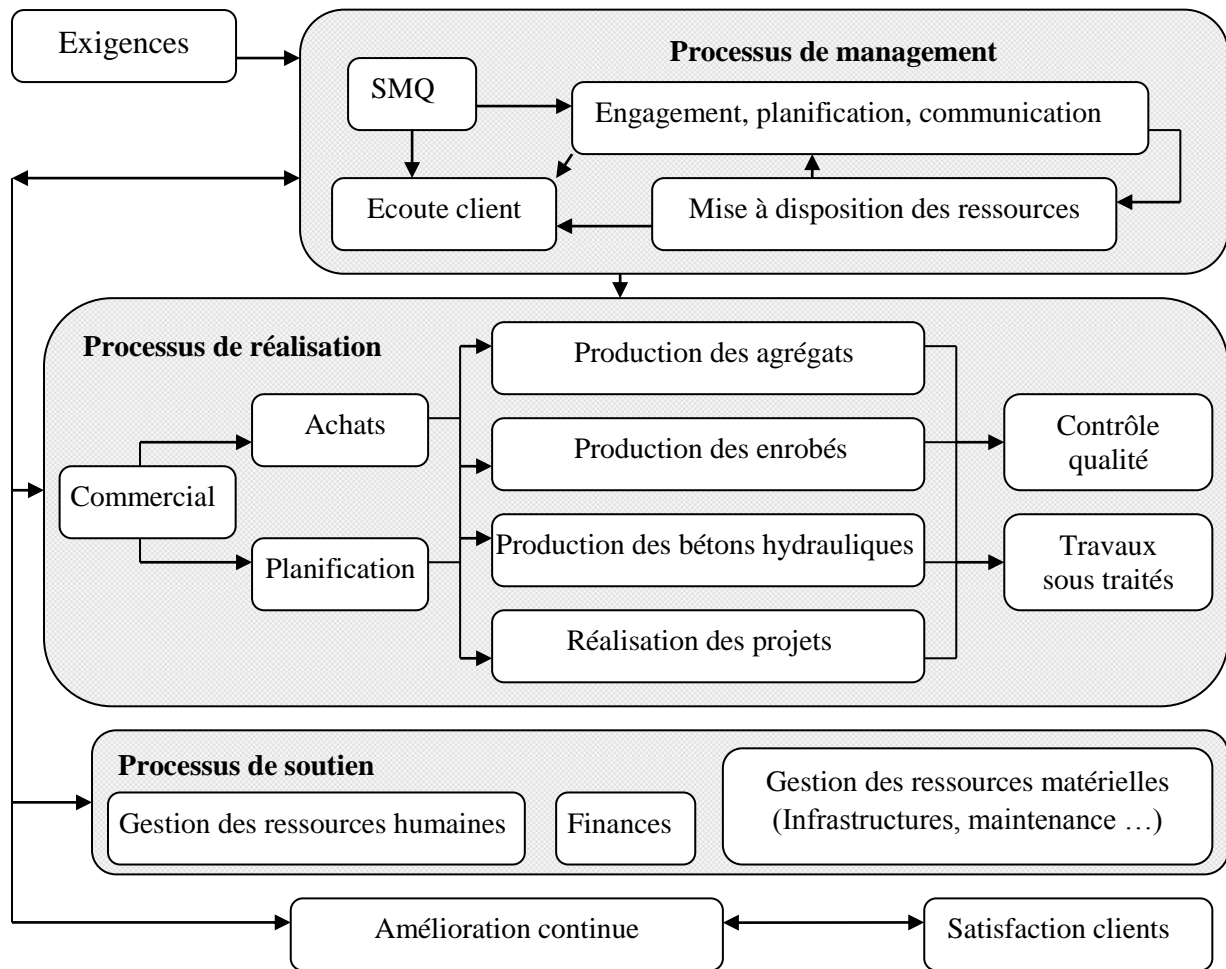 Exigences
Processus de management
SMQ
Engagement, planification, communication
Ecoute client
Mise à disposition des ressources
Processus de réalisation
Production des agrégats
Achats
Contrôle
qualité
Production des enrobés
Commercial
Production des bétons hydrauliques
Planification
Travaux
sous traités
Réalisation des projets
Processus de soutien
Gestion des ressources matérielles
(Infrastructures, maintenance …)
Gestion des ressources humaines
Finances
Amélioration continue
Satisfaction clients